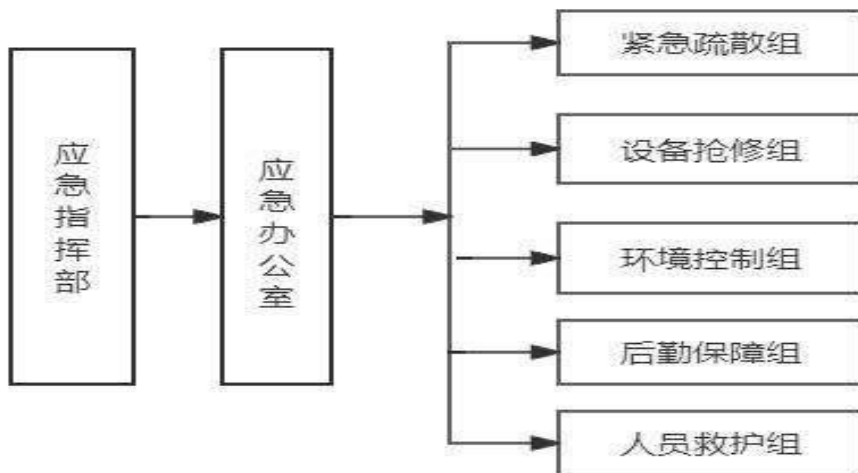 应急指挥部
应急办公室
紧急疏散组
设备抢修组
环境控制组
后勤保障组
人员救护组